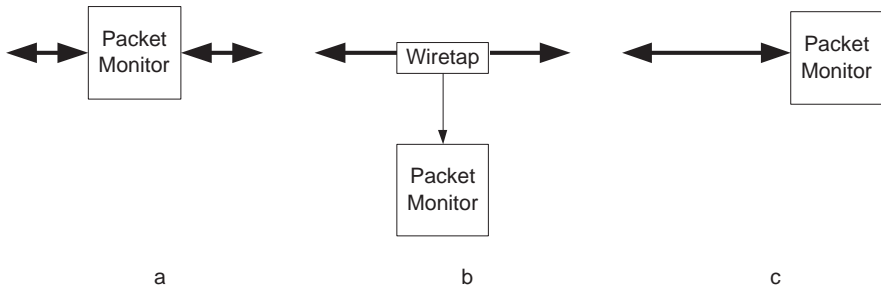 Packet
Monitor
Wiretap
Packet
Monitor
Packet
Monitor
a
b
c